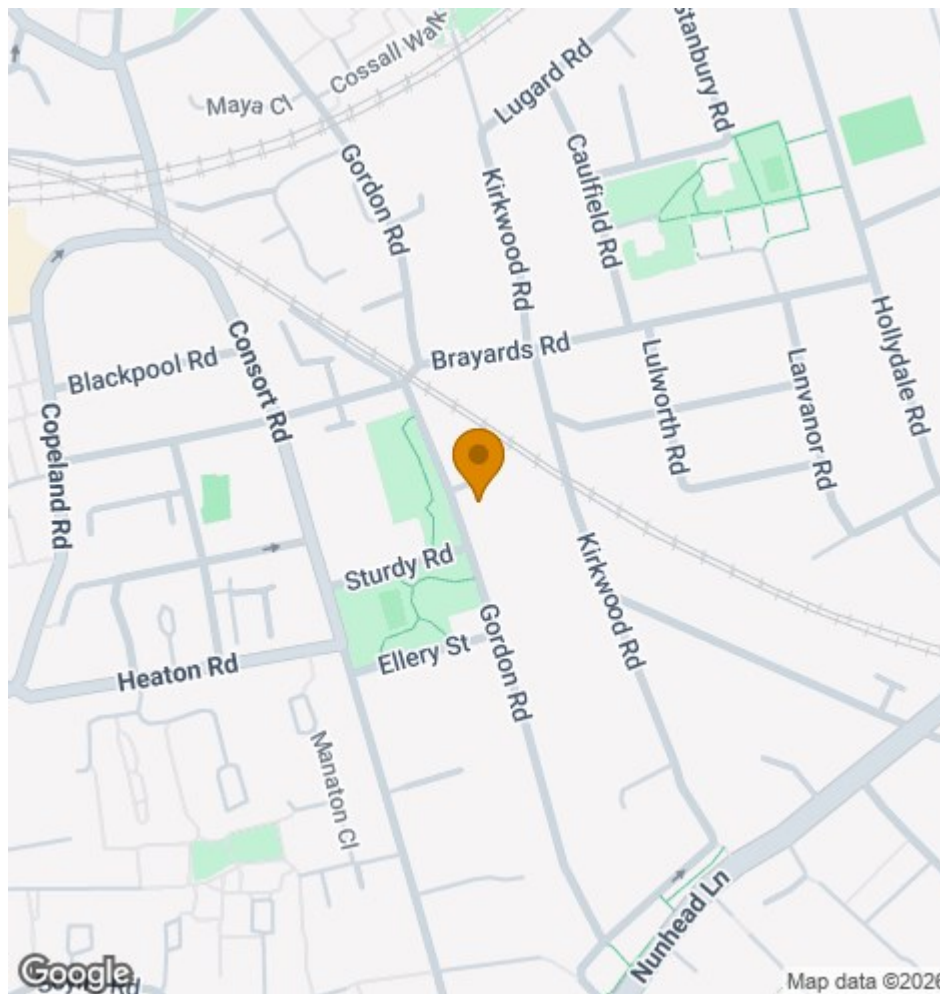 Stanbury Rd
Cossall Walk
Lugard Rd
Maya Cl
Gordon Rd
Caulfield Rd
Kirkwood Rd
Hollydale Rd
Consort Rd
Brayards Rd
Blackpool Rd
Lulworth Rd
Lanvanor Rd
Copeland Rd
Sturdy Rd
Kirkwood Rd
Gordon Rd
Ellery St
Heaton Rd
Manaton Cl
Nunhead Ln
Google
Rd
Map data ©2026